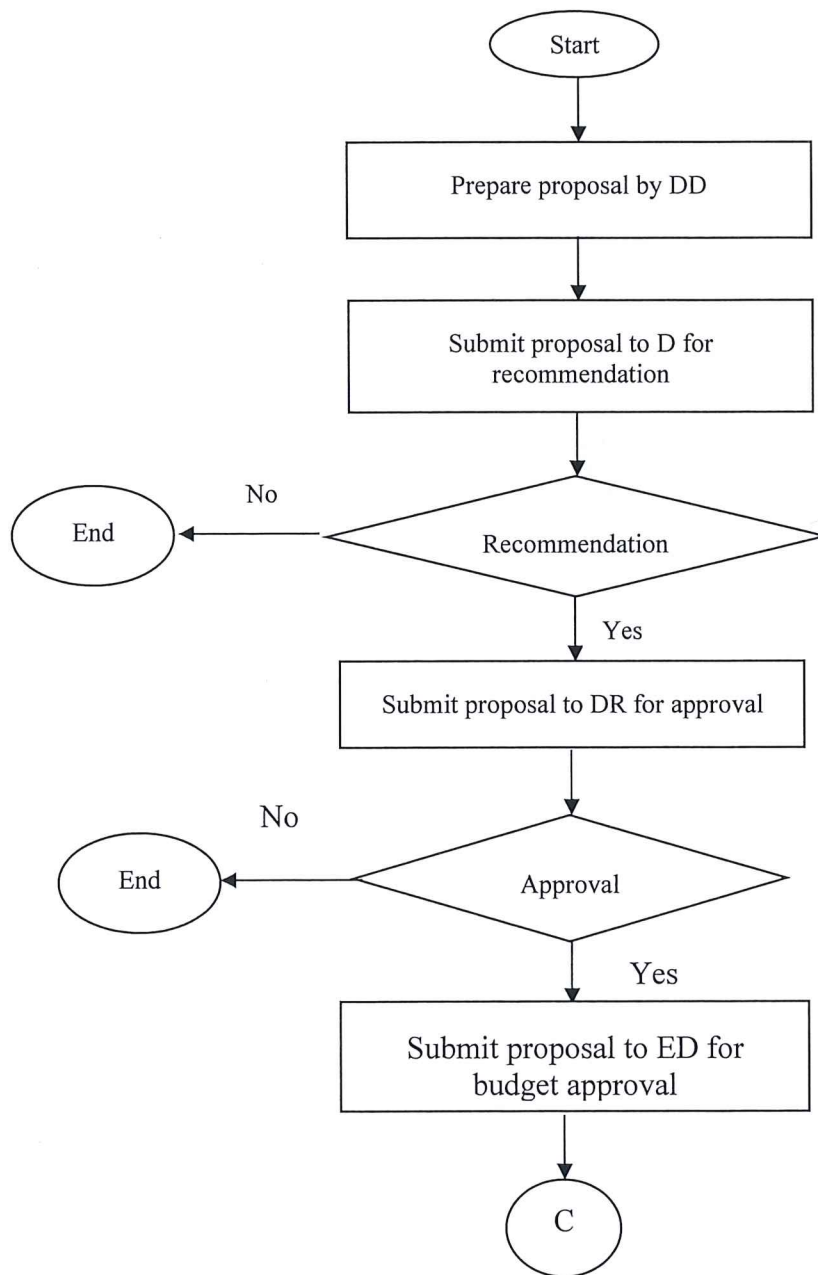 Start
Prepare proposal by DD
Submit proposal to D for
recommendation
No
End
Recommendation
Yes
Submit proposal to DR for approval
No
End
Approval
Yes
Submit proposal to ED for
budget approval
C